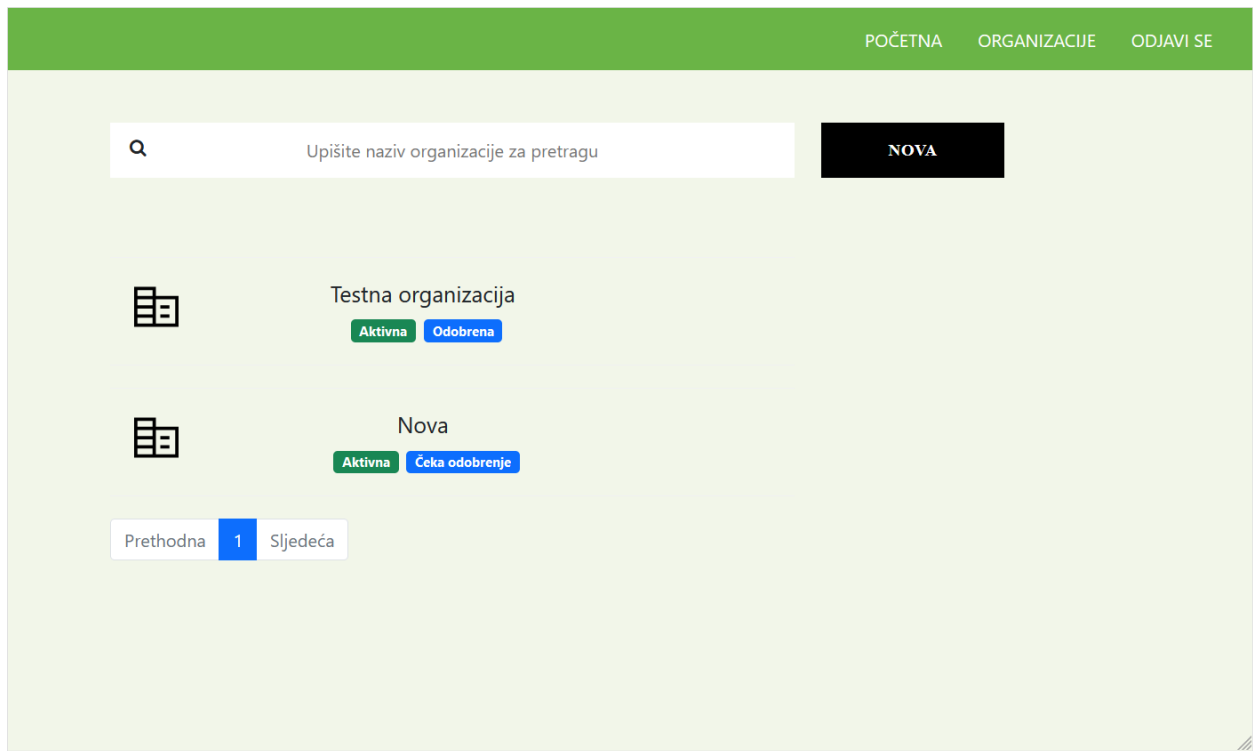 POČETNA ORGANIZACIJE ODJAVI SE
Upišite naziv organizacije za pretragu
NOVA
Testna organizacija
Aktivna Odobrena
Nova
Aktivna Čeka odobrenje
Prethodna 1 Sljedeća